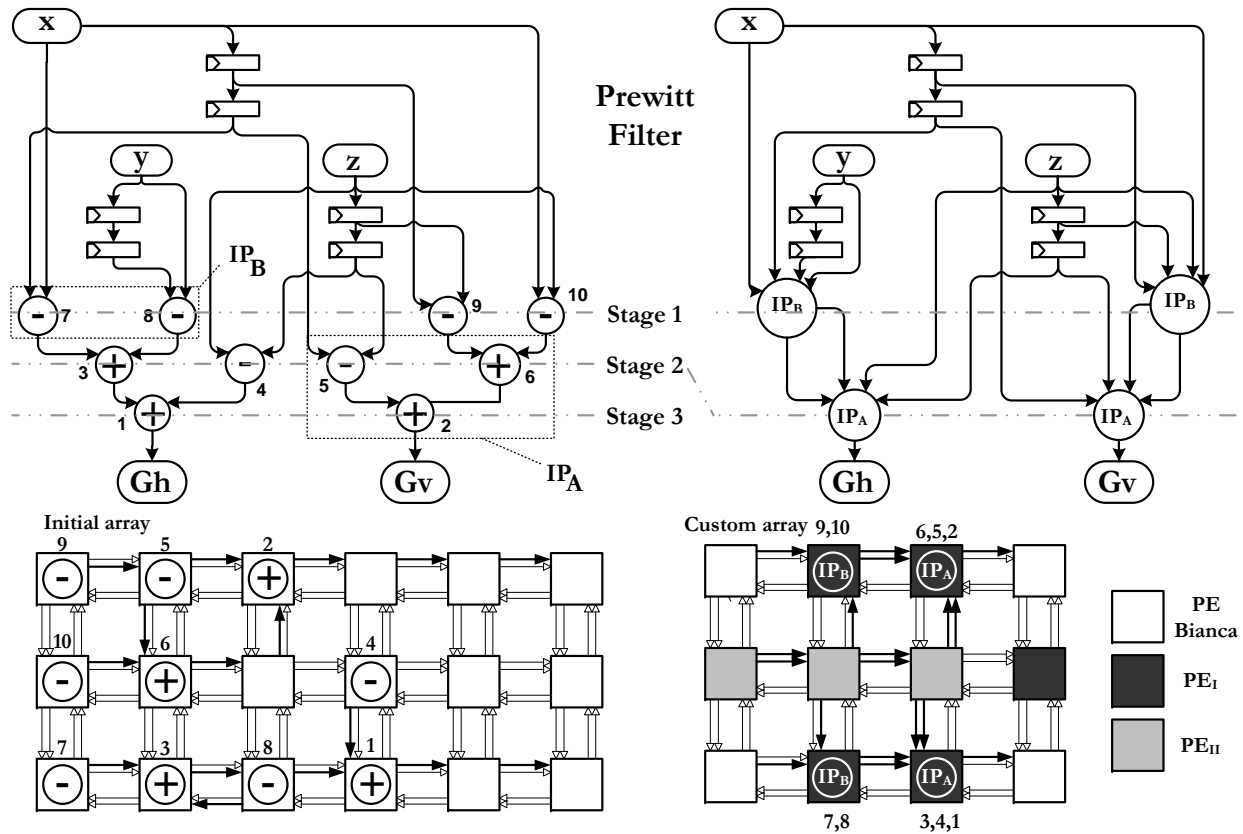 x
x
Prewitt
Filter
y
z
y
z
IPB
7
8
9
10
IPB
IPB
Stage 1
3
4
5
6
Stage 2
1
2
Stage 3
IPA
IPA
Gh
Gv
IPA
Gh
Gv
Initial array
Custom array
9
5
2
9,10
6,5,2
IPB
IPA
10
6
4
PE
Bianca
PEI
7
3
8
1
PEII
IPB
IPA
7,8
3,4,1